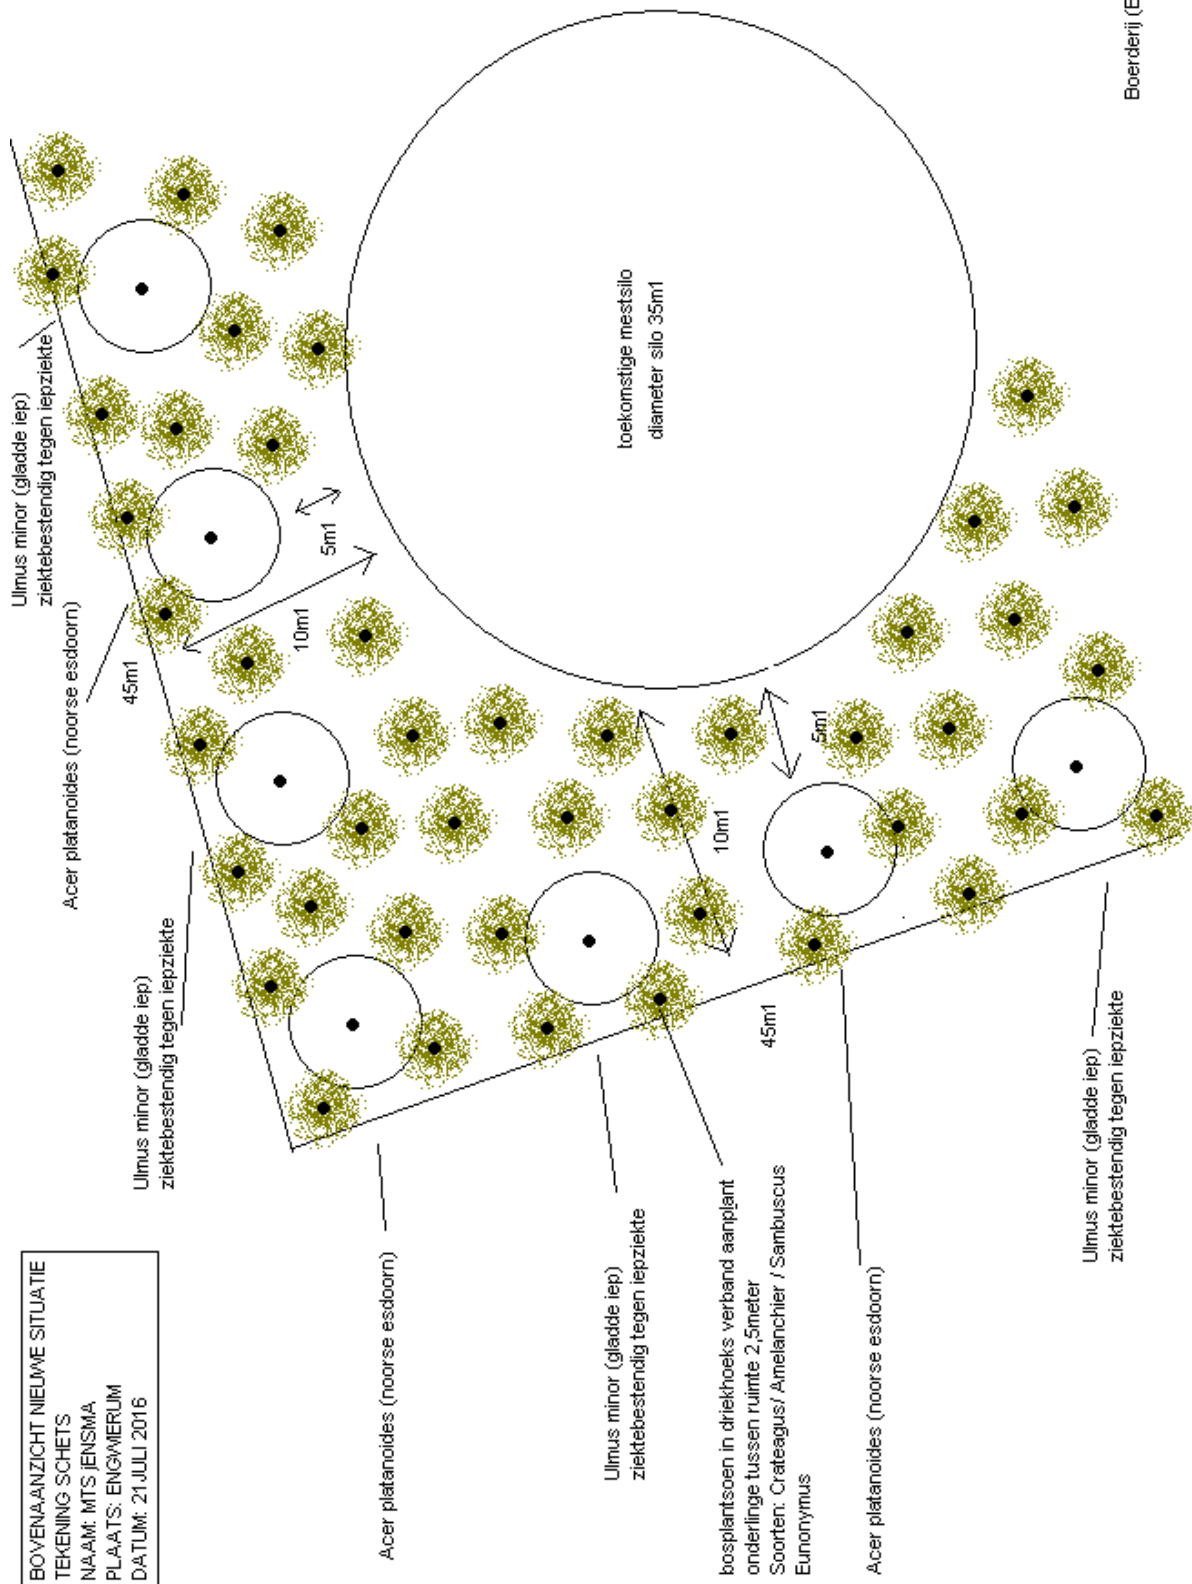 BOVENAANZICHT NIEUWE SITUATIE
TEKENING SCHETS
NAAM: MTS jENSMA
PLAATS: ENGWIERUM
DATUM: 21 JULI 2016
Acer platanoides (noorse esdoorn)
Ulmus minor (gladde iep)
ziektebestendig tegen iepziekte
bosplantsoen in driekhoeks verband aanplant
onderlinge tussen ruimte 2,5meter
Soorten: Crateagus/ Amelanchier / Sambuscus
Eunonymus
Acer platanoides (noorse esdoorn)
Ulmus minor (gladde iep)
ziektebestendig tegen iepziekte
Ulmus minor (gladde iep)
ziektebestendig tegen iepziekte
Acer platanoides (noorse esdoorn)
Ulmus minor (gladde iep)
ziektebestendig tegen iepziekte
45m1
10m1
5m1
45m1
10m1
5m1
toekomstige mestsilo
diameter silo 35m1
Boerderij (